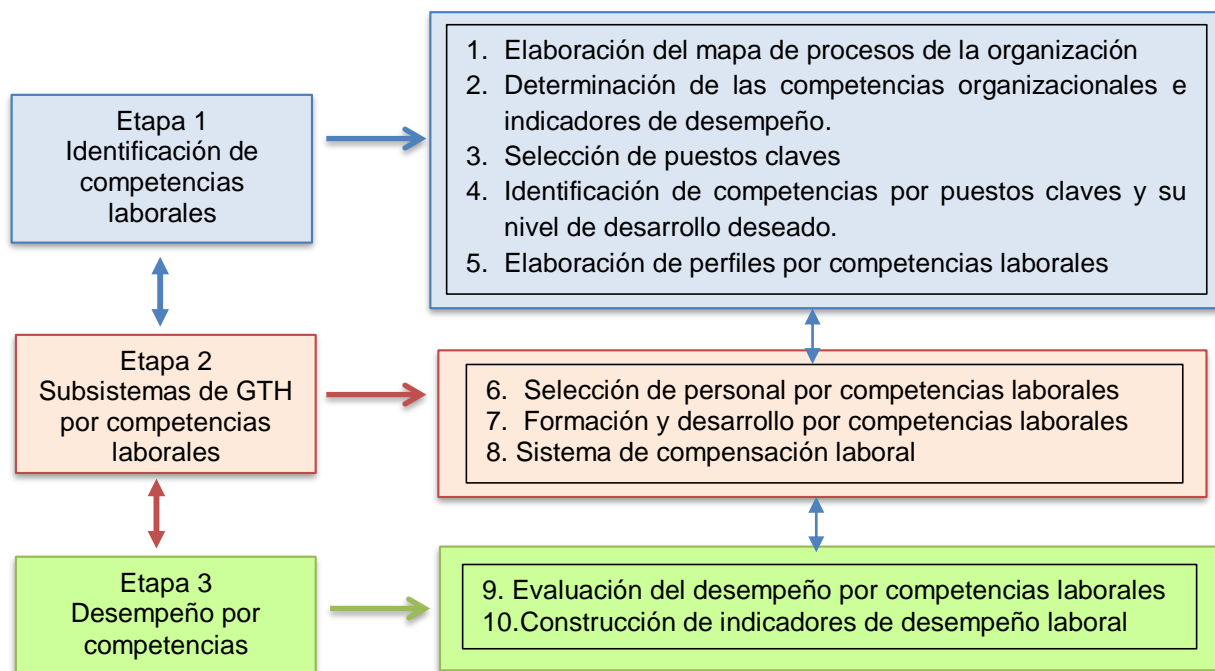 Etapa 1
Identificación de
competencias
laborales
1. Elaboración del mapa de procesos de la organización
2. Determinación de las competencias organizacionales e
indicadores de desempeño.
3. Selección de puestos claves
4. Identificación de competencias por puestos claves y su
nivel de desarrollo deseado.
5. Elaboración de perfiles por competencias laborales
Etapa 2
Subsistemas de GTH
por competencias
laborales
6. Selección de personal por competencias laborales
7. Formación y desarrollo por competencias laborales
8. Sistema de compensación laboral
Etapa 3
Desempeño por
competencias
9. Evaluación del desempeño por competencias laborales
10.Construcción de indicadores de desempeño laboral